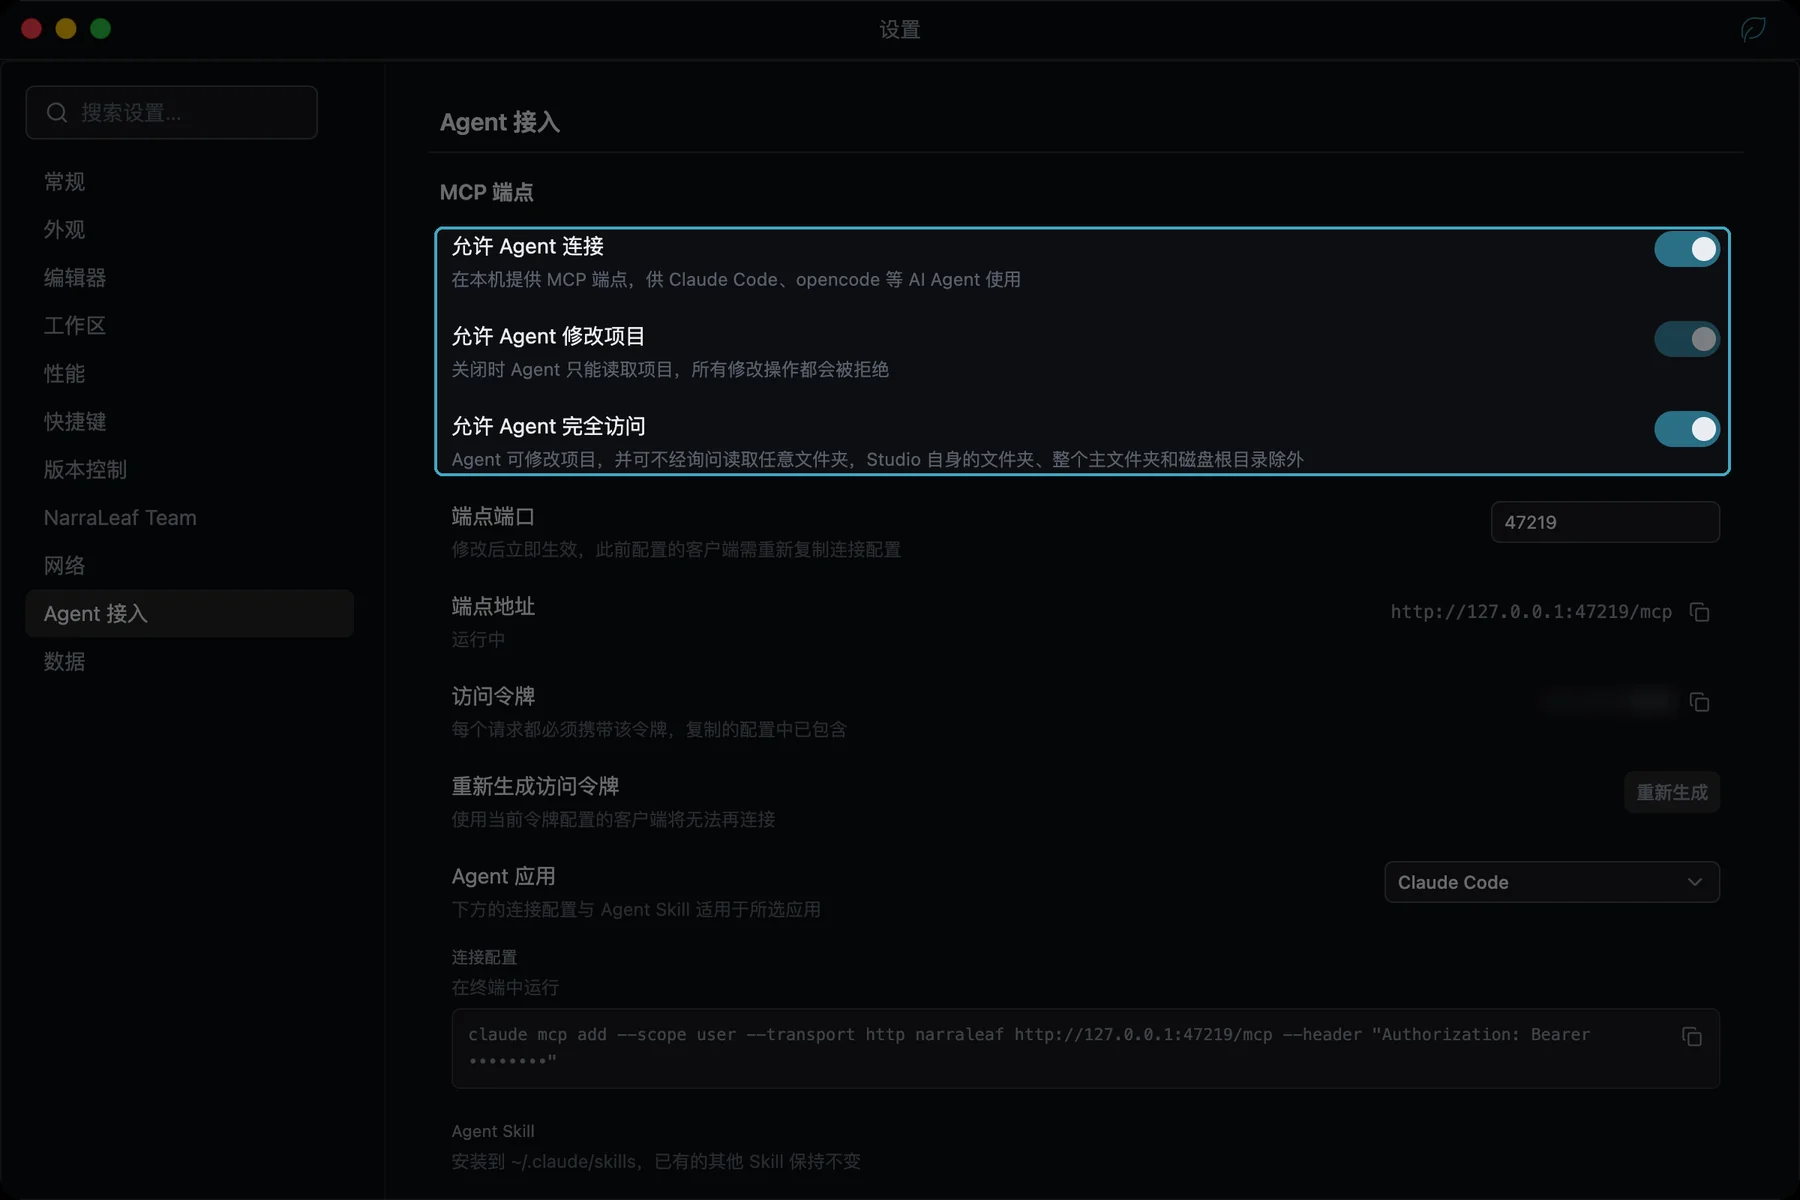 设置
搜索设置...
常规
外观
编辑器
工作区
性能
快捷键
版本控制
NarraLeaf Team
网络
Agent 接入
数据
Agent 接入
MCP 端点
允许 Agent 连接
在本机提供 MCP 端点，供 Claude Code、opencode 等 AI Agent 使用
允许 Agent 修改项目
关闭时 Agent 只能读取项目，所有修改操作都会被拒绝
允许 Agent 完全访问
Agent 可修改项目，并可不经询问读取任意文件夹，Studio 自身的文件夹、整个主文件夹和磁盘根目录除外
端点端口
47219
修改后立即生效，此前配置的客户端需重新复制连接配置
端点地址
http://127.0.0.1:47219/mcp
运行中
访问令牌
每个请求都必须携带该令牌，复制的配置中已包含
重新生成访问令牌
重新生成
使用当前令牌配置的客户端将无法再连接
Agent 应用
Claude Code
下方的连接配置与 Agent Skill 适用于所选应用
连接配置
在终端中运行
claude mcp add --scope user --transport http narraleaf http://127.0.0.1:47219/mcp --header "Authorization: Bearer
••••••••"
Agent Skill
安装到 ~/.claude/skills，已有的其他 Skill 保持不变